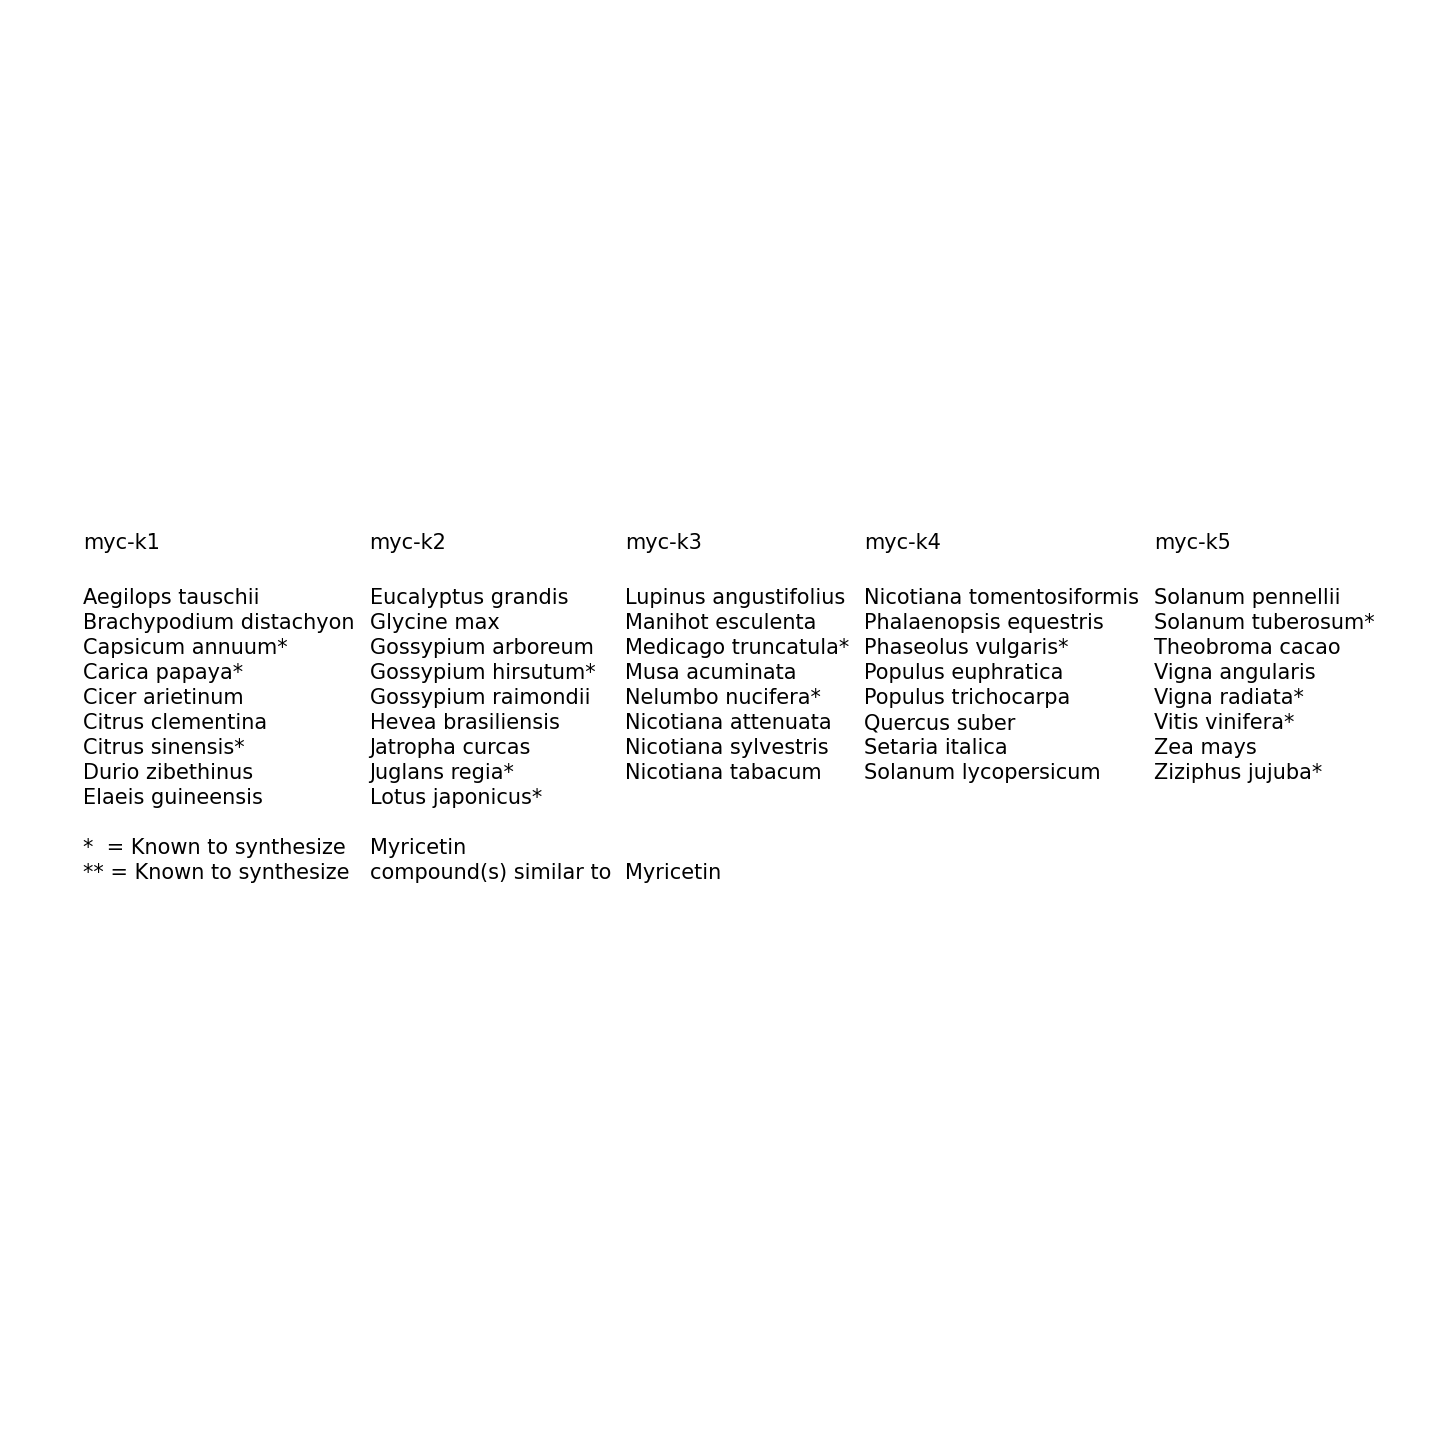 myc-k1 myc-k2 myc-k3 myc-k4 myc-k5
Aegilops tauschii Eucalyptus grandis Lupinus angustifolius Nicotiana tomentosiformis Solanum pennellii
Brachypodium distachyon Glycine max Manihot esculenta Phalaenopsis equestris Solanum tuberosum*
Capsicum annuum* Gossypium arboreum Medicago truncatula* Phaseolus vulgaris* Theobroma cacao
Carica papaya* Gossypium hirsutum* Musa acuminata Populus euphratica Vigna angularis
Cicer arietinum Gossypium raimondii Nelumbo nucifera* Populus trichocarpa Vigna radiata*
Citrus clementina Hevea brasiliensis Nicotiana attenuata Quercus suber Vitis vinifera*
Citrus sinensis* Jatropha curcas Nicotiana sylvestris Setaria italica Zea mays
Durio zibethinus Juglans regia* Nicotiana tabacum Solanum lycopersicum Ziziphus jujuba*
Elaeis guineensis Lotus japonicus*
* = Known to synthesize Myricetin
** = Known to synthesize compound(s) similar to Myricetin